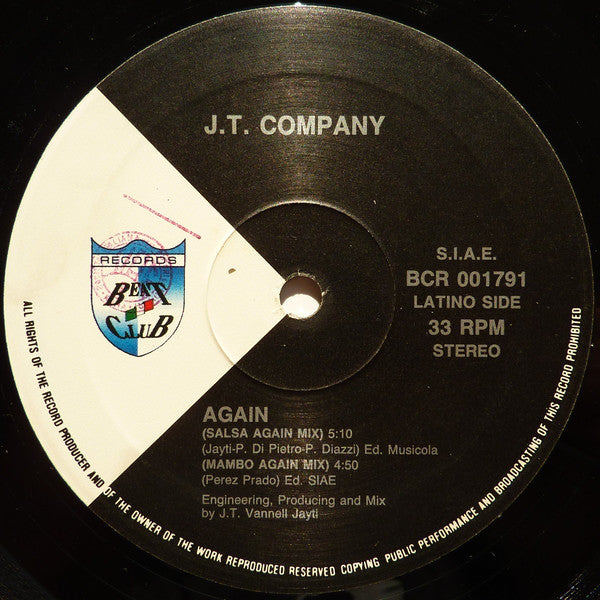 J.T. COMPANY
RECORDS
BEAT
CLUB
S.I.A.E.
BCR 001791
LATINO SIDE
33 RPM
STEREO
AGAIN
(SALSA AGAIN MIX) 5:10
(Jayti-P. Di Pietro-P. Diazzi) Ed. Musicola
(MAMBO AGAIN MIX) 4:50
(Perez Prado) Ed. SIAE
Engineering, Producing and Mix
by J.T. Vannell Jayti
ALL RIGHTS OF THE RECORD PRODUCER AND OF THE OWNER OF THE WORK REPRODUCED RESERVED COPYING PUBLIC PERFORMANCE AND BROADCASTING OF THIS RECORD PROHIBITED